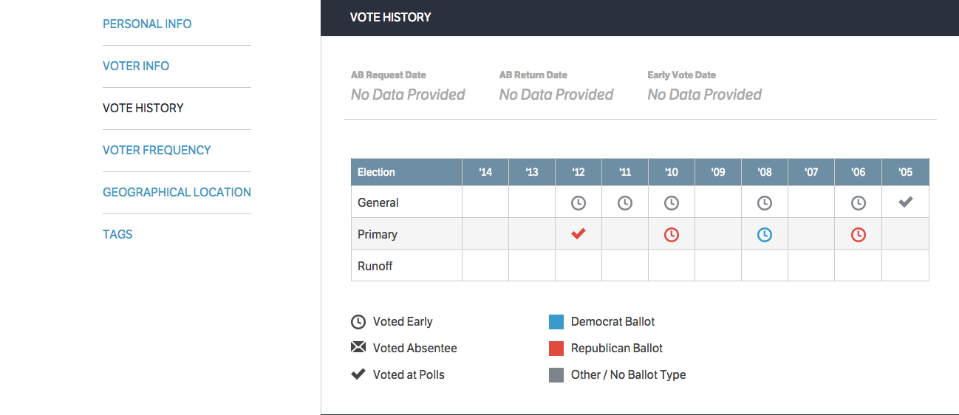 PERSONAL INFO
VOTER INFO
VOTE HISTORY
VOTER FREQUENCY
GEOGRAPHICAL LOCATION
TAGS
VOTE HISTORY
AB Request Date AB Return Date Early Vote Date
No Data Provided No Data Provided No Data Provided
Election '14 '13 '12 '11 '10 '09 '08 '07 '06 '05
General
Primary
Runoff
Voted Early Democrat Ballot
Voted Absentee Republican Ballot
Voted at Polls Other / No Ballot Type